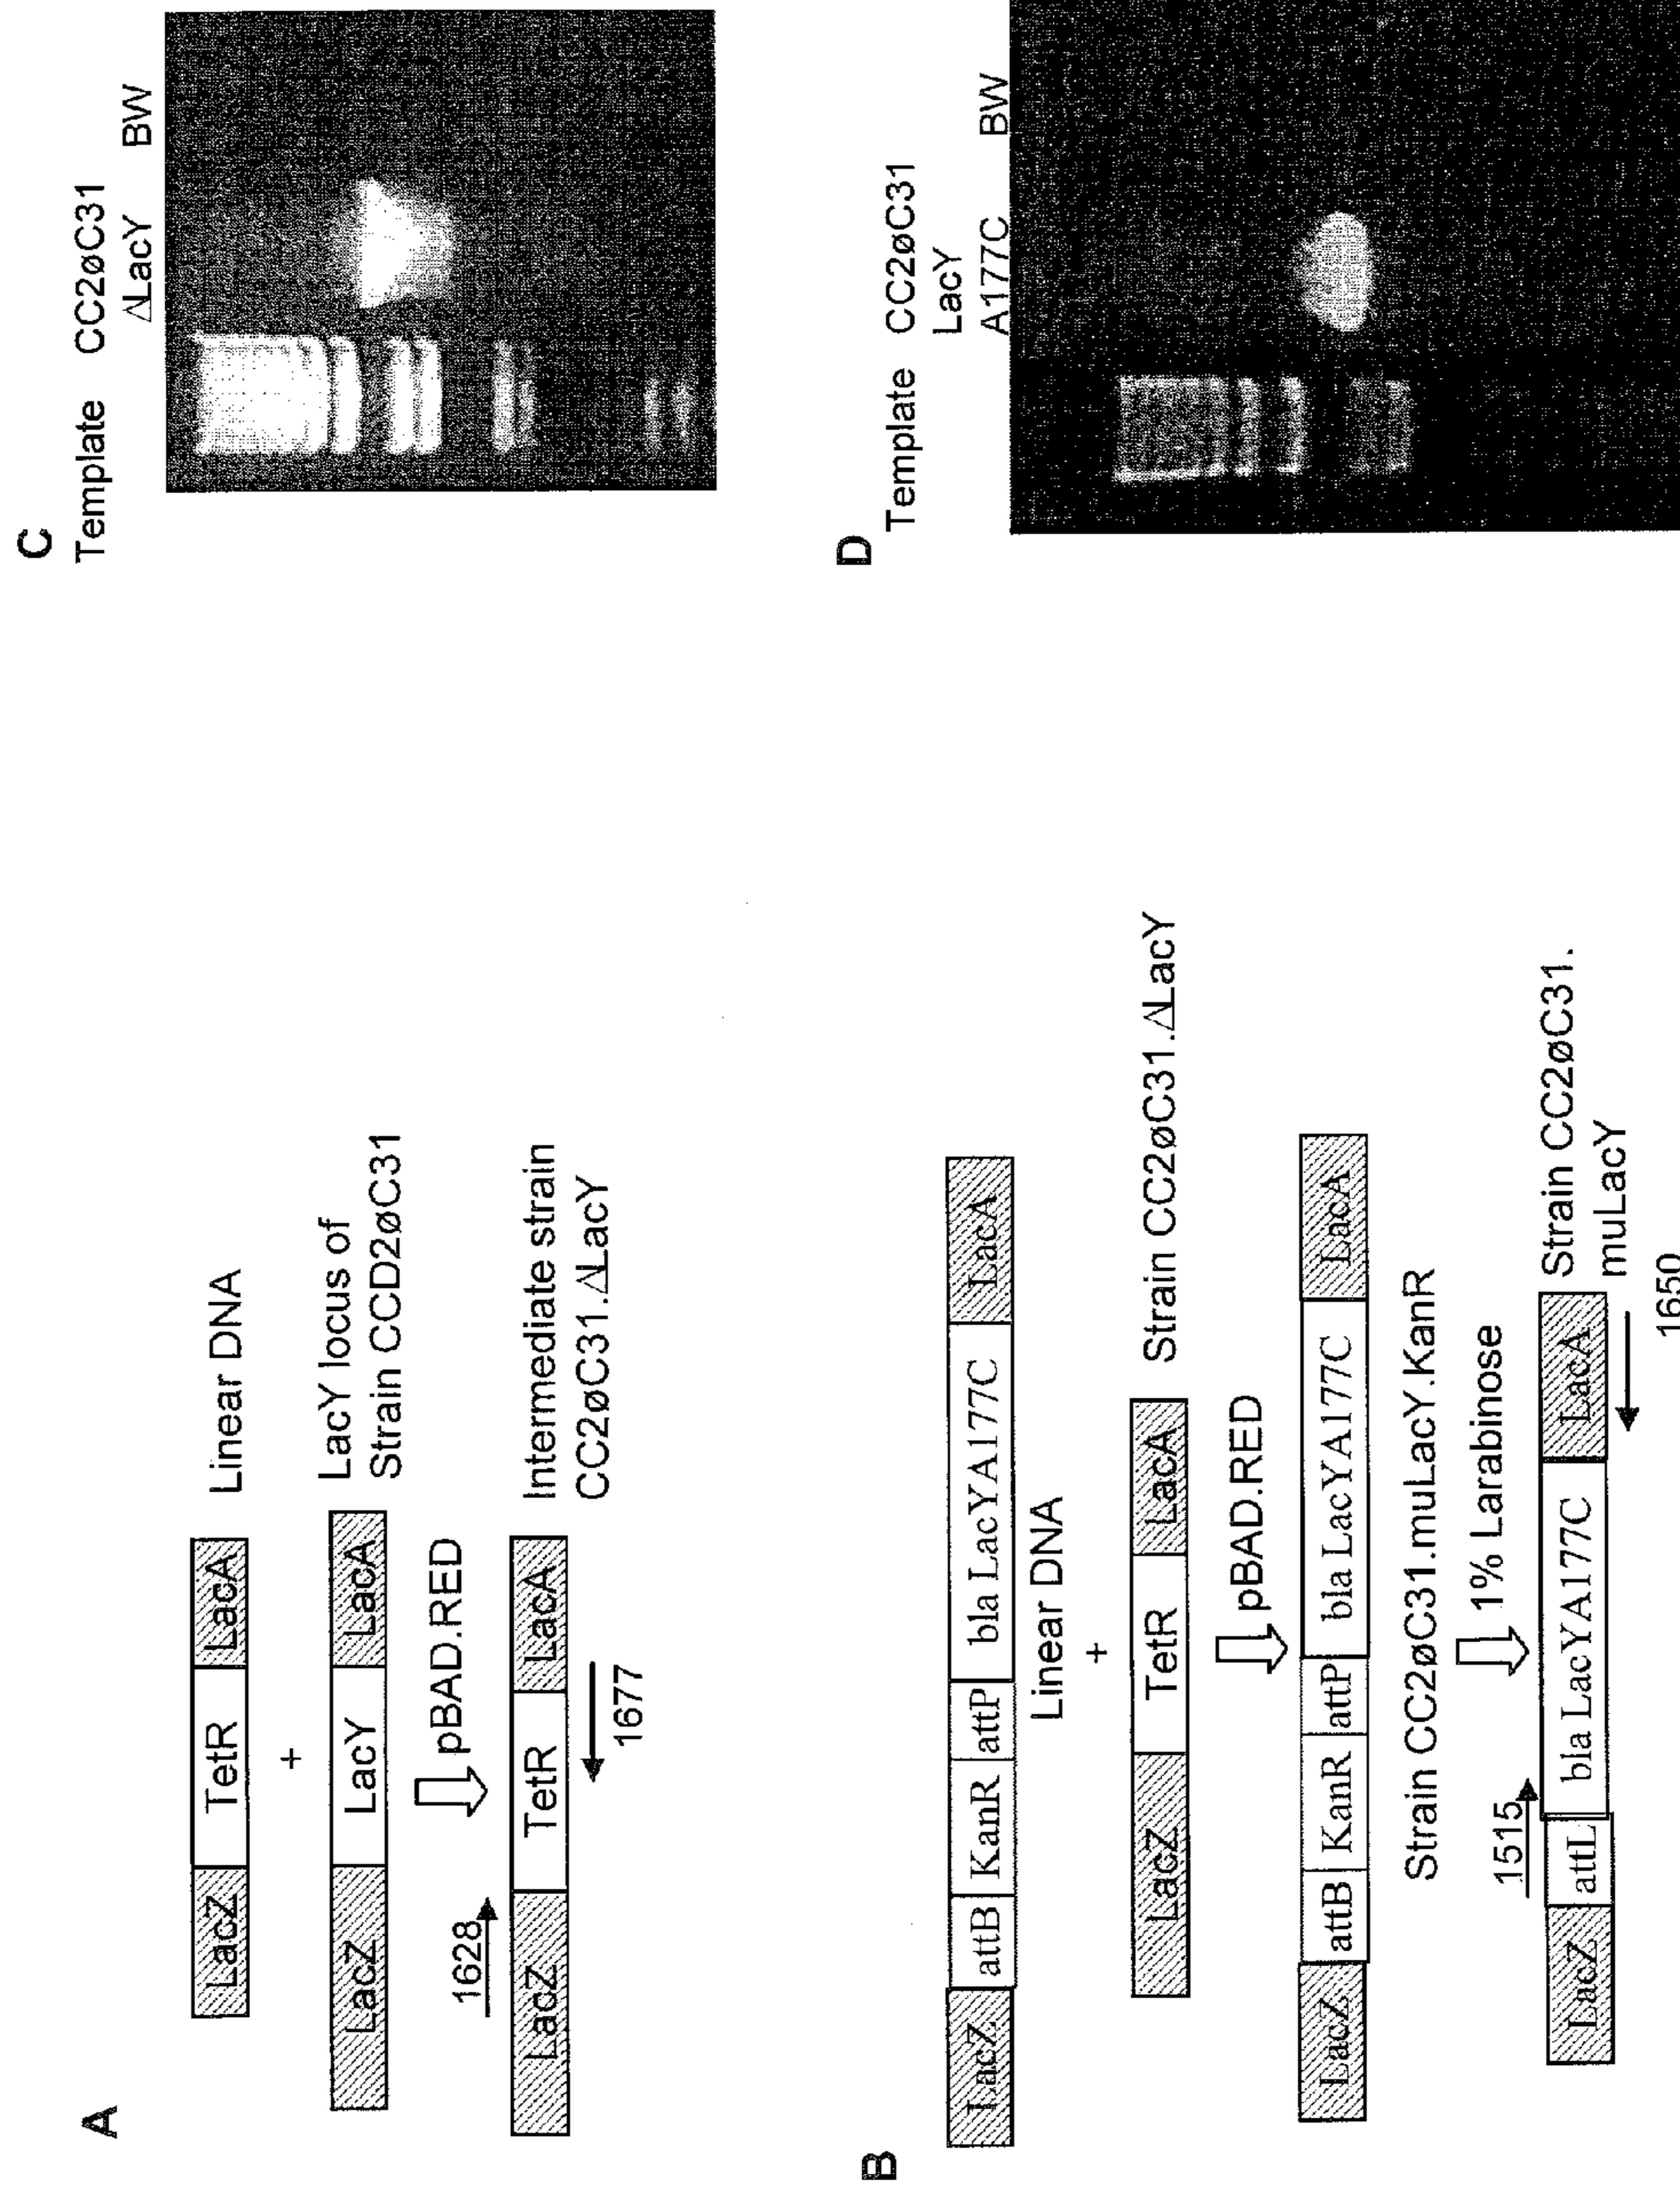 A
LacZ TetR LacA Linear DNA
+
LacZ LacY LacA
LacY locus of
Strain CCD2øC31
pBAD.RED
1628
LacZ TetR LacA
Intermediate strain
CC2øC31.ΔLacY
1677
B
LacZ attB KanR attP bla LacYA177C LacA
Linear DNA
+
LacZ TetR LacA Strain CC2øC31.ΔLacY
pBAD.RED
LacZ attB KanR attP bla LacYA177C LacA
Strain CC2øC31.muLacY.KanR
1% Larabinose
1515
LacZ attL bla LacYA177C LacA
Strain CC2øC31.
muLacY
1650
C
Template CC2øC31
ΔLacY BW
D
Template CC2øC31
LacY
A177C BW